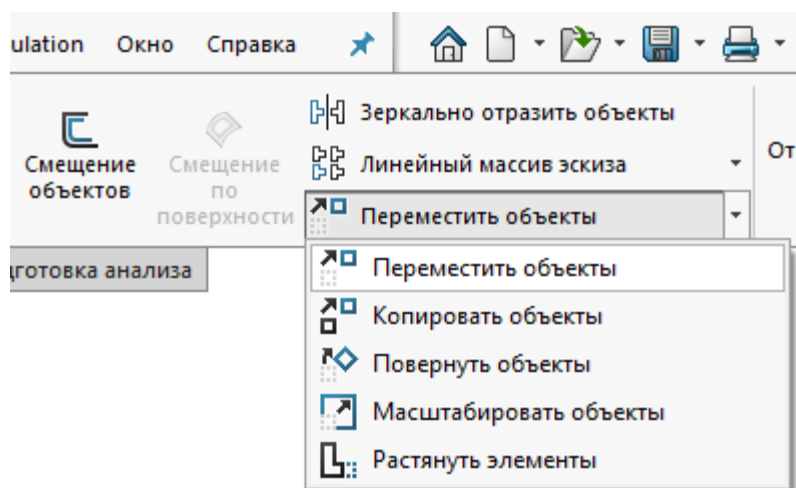 ulation Окно Справка
Зеркально отразить объекты
Смещение объектов
Смещение по поверхности
Линейный массив эскиза
От
Переместить объекты
дготовка анализа
Переместить объекты
Копировать объекты
Повернуть объекты
Масштабировать объекты
Растянуть элементы